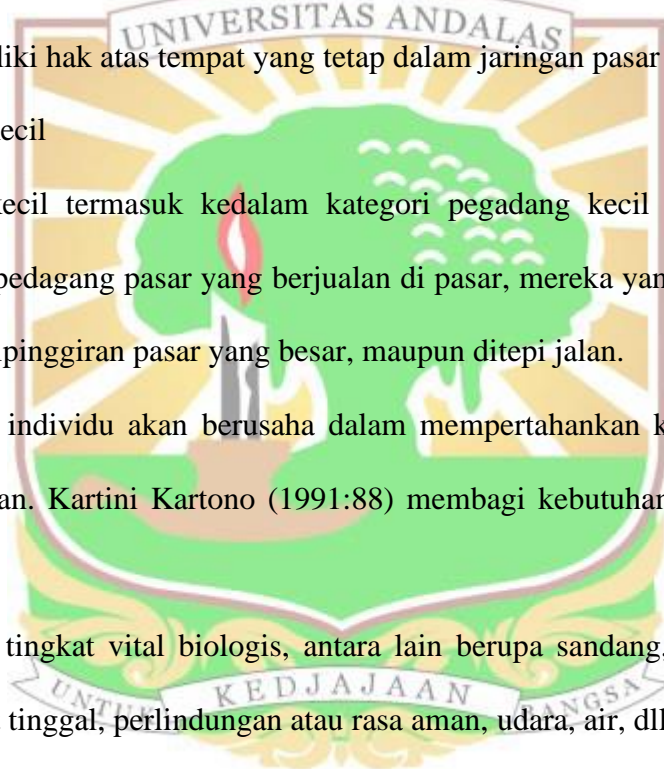 UNIVERSITAS ANDALAS
liki hak atas tempat yang tetap dalam jaringan pasar
ecil
ecil termasuk kedalam kategori pegadang kecil
pedagang pasar yang berjualan di pasar, mereka yan
pinggiran pasar yang besar, maupun ditepi jalan.
individu akan berusaha dalam mempertahankan k
an. Kartini Kartono (1991:88) membagi kebutuhan
tingkat vital biologis, antara lain berupa sandang,
tinggal, perlindungan atau rasa aman, udara, air, dll
UNTUK KEDJAJAAN BANGSA